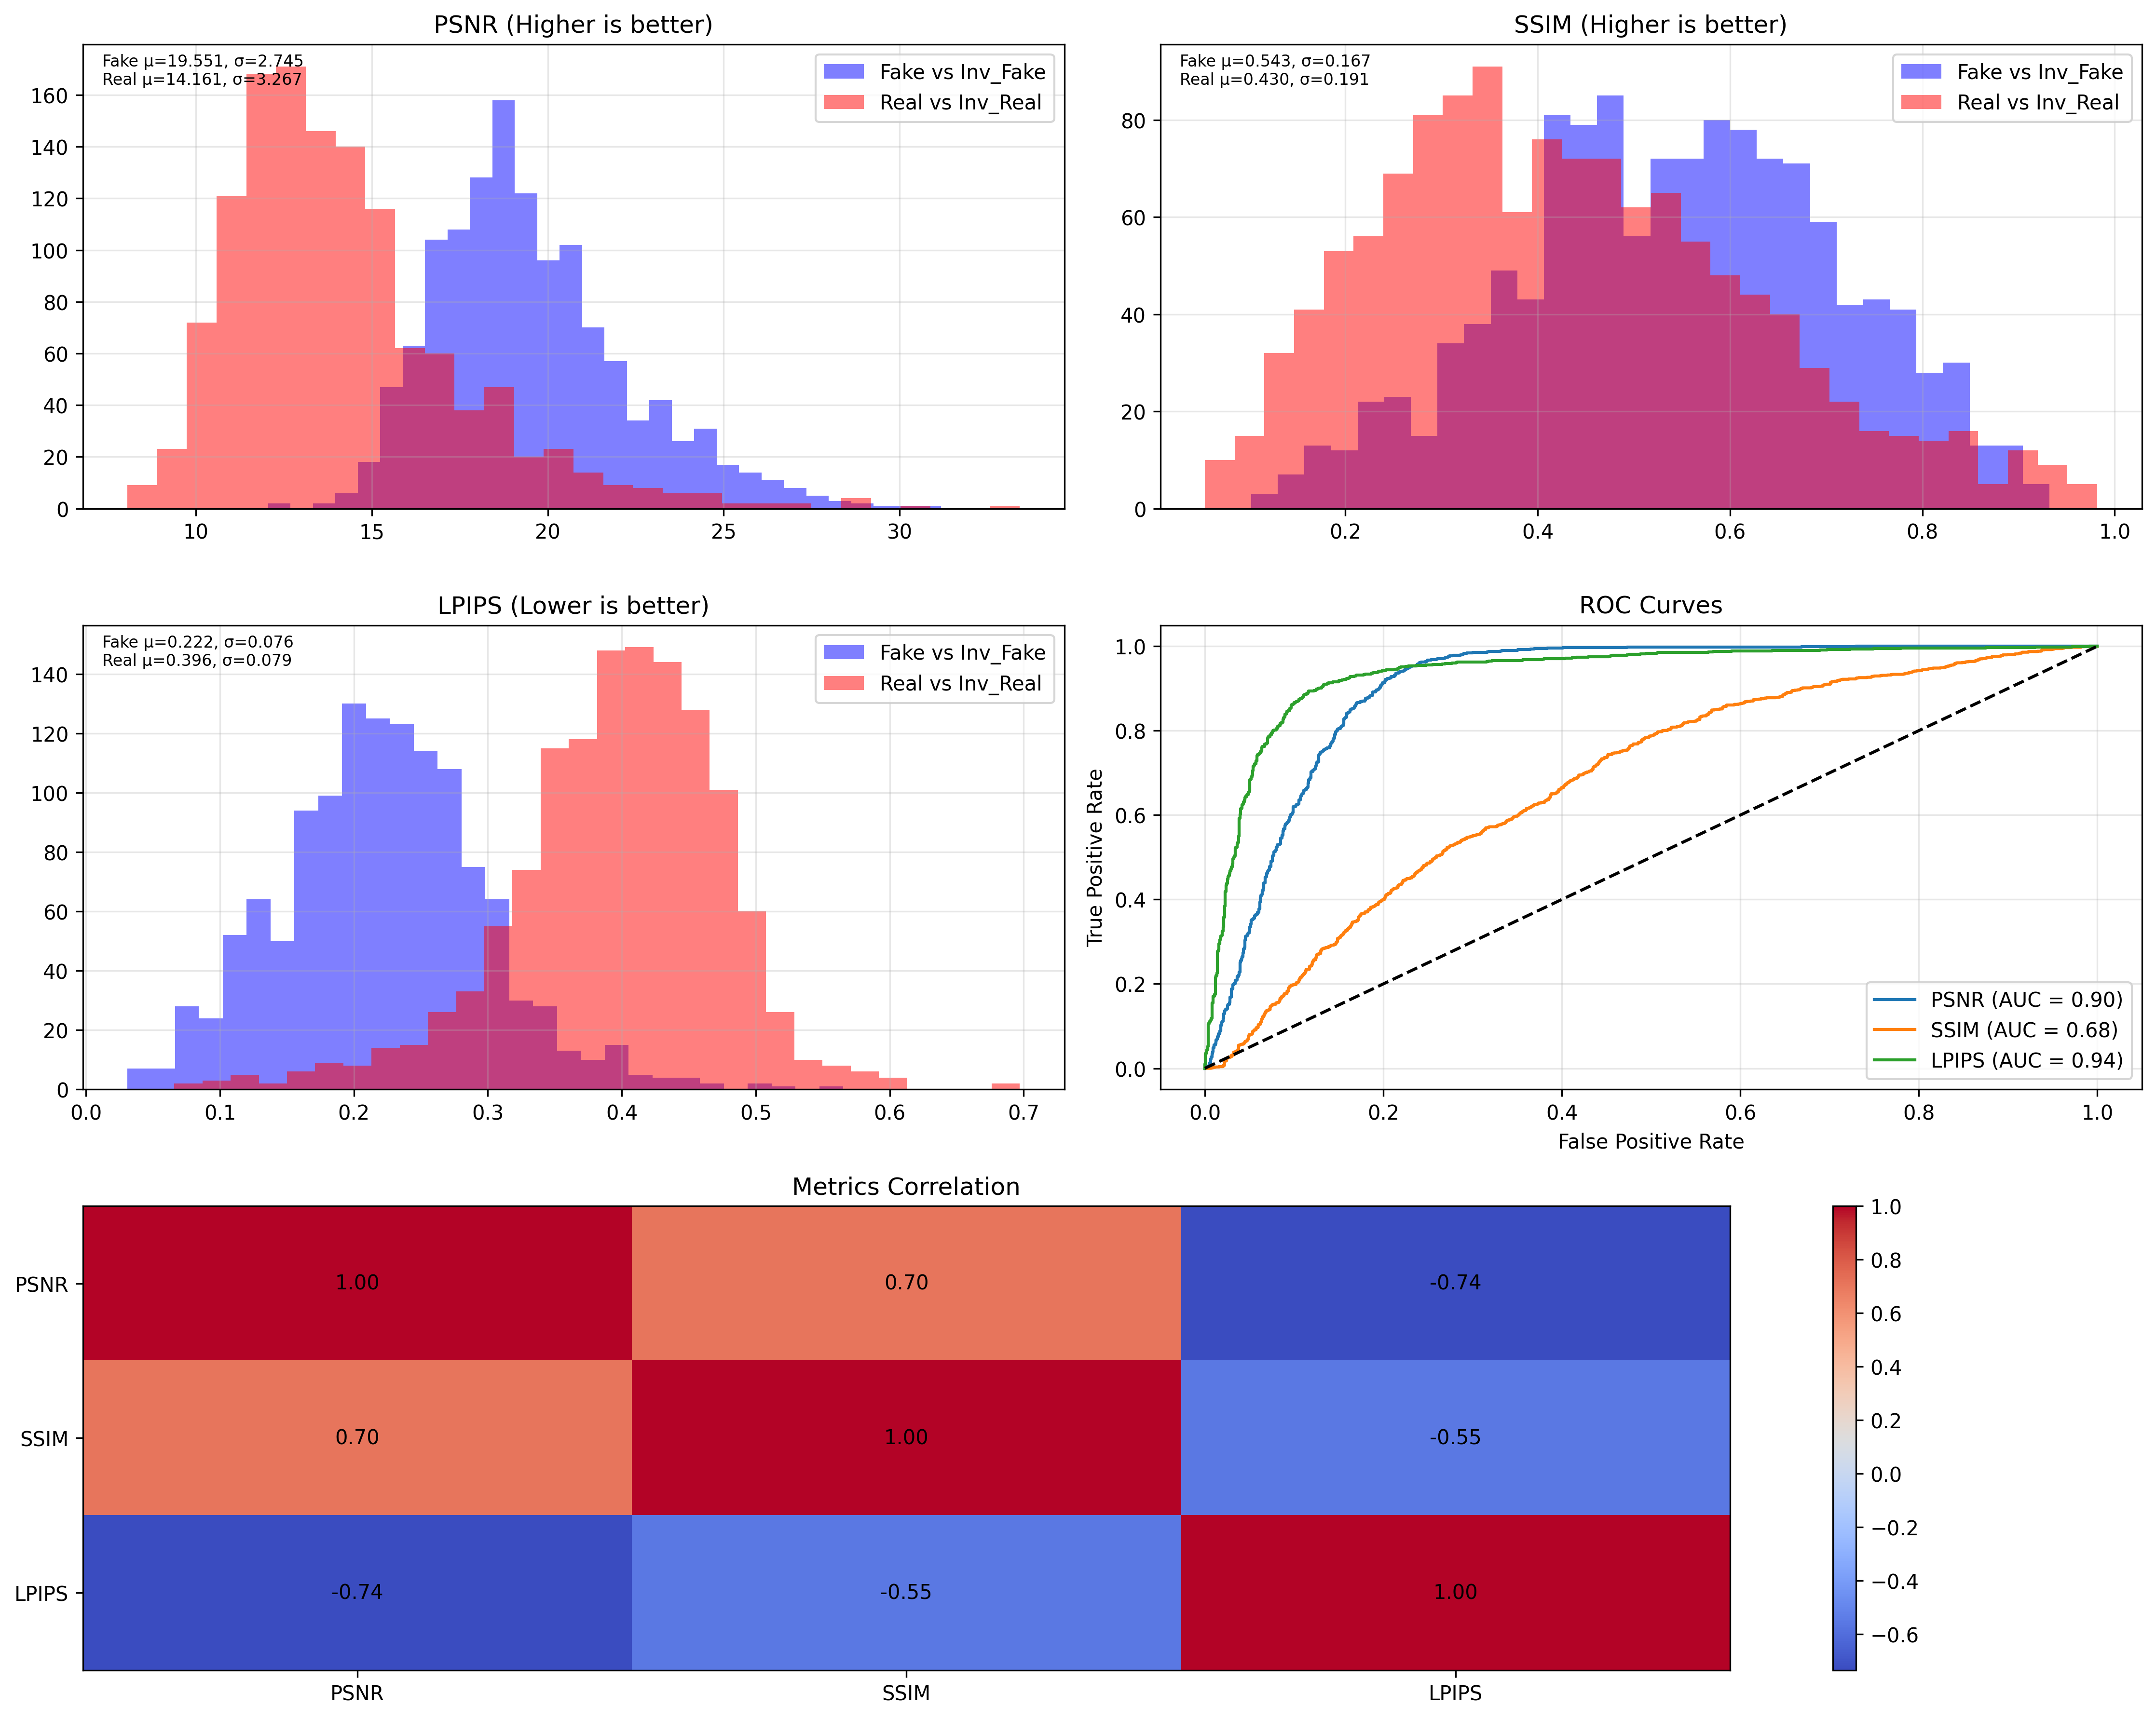 PSNR (Higher is better)
Fake μ=19.551, σ=2.745
Real μ=14.161, σ=3.267
Fake vs Inv_Fake
Real vs Inv_Real
160
140
120
100
80
60
40
20
0
10
15
20
25
30
SSIM (Higher is better)
Fake μ=0.543, σ=0.167
Real μ=0.430, σ=0.191
Fake vs Inv_Fake
Real vs Inv_Real
80
60
40
20
0
0.2
0.4
0.6
0.8
1.0
LPIPS (Lower is better)
Fake μ=0.222, σ=0.076
Real μ=0.396, σ=0.079
Fake vs Inv_Fake
Real vs Inv_Real
140
120
100
80
60
40
20
0
0.0
0.1
0.2
0.3
0.4
0.5
0.6
0.7
ROC Curves
True Positive Rate
1.0
0.8
0.6
0.4
0.2
0.0
PSNR (AUC = 0.90)
SSIM (AUC = 0.68)
LPIPS (AUC = 0.94)
0.0
0.2
0.4
0.6
0.8
1.0
False Positive Rate
Metrics Correlation
PSNR
1.00
0.70
-0.74
SSIM
0.70
1.00
-0.55
LPIPS
-0.74
-0.55
1.00
PSNR
SSIM
LPIPS
1.0
0.8
0.6
0.4
0.2
0.0
−0.2
−0.4
−0.6